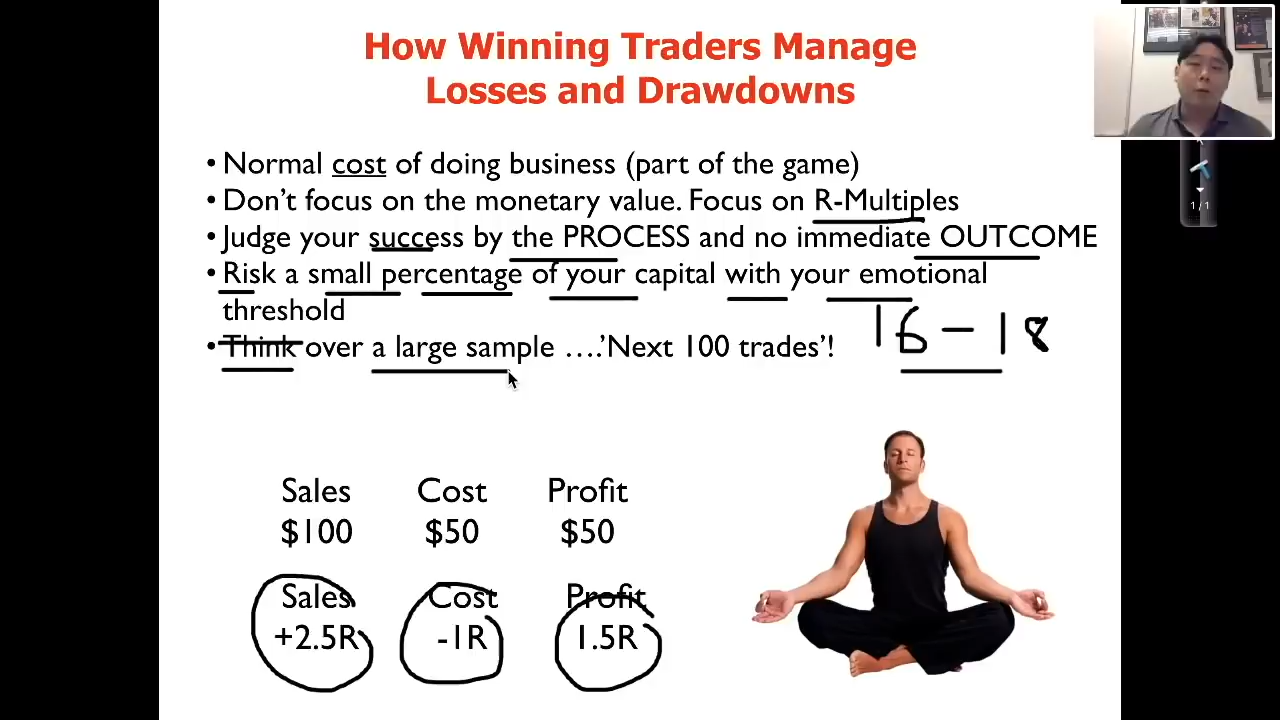 How Winning Traders Manage
Losses and Drawdowns
• Normal cost of doing business (part of the game)
• Don't focus on the monetary value. Focus on R-Multiples
• Judge your success by the PROCESS and no immediate OUTCOME
• Risk a small percentage of your capital with your emotional
threshold
• Think over a large sample ….'Next 100 trades'!
16 – 18
Sales Cost Profit
$100 $50 $50
Sales Cost Profit
+2.5R -1R 1.5R
1/1